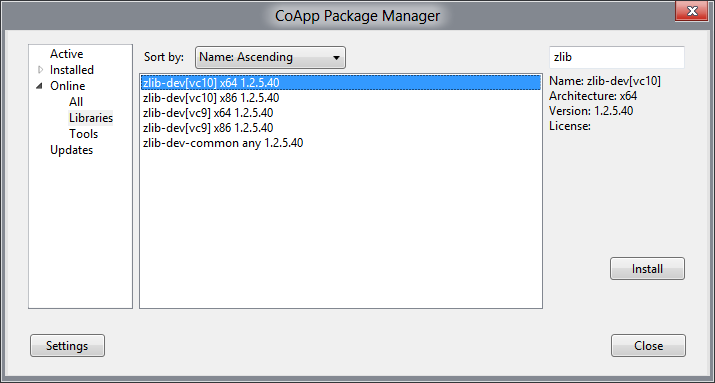 CoApp Package Manager
Active
Installed
Online
All
Libraries
Tools
Updates
Sort by: Name: Ascending
zlib
zlib-dev[vc10] x64 1.2.5.40
zlib-dev[vc10] x86 1.2.5.40
zlib-dev[vc9] x64 1.2.5.40
zlib-dev[vc9] x86 1.2.5.40
zlib-dev-common any 1.2.5.40
Name: zlib-dev[vc10]
Architecture: x64
Version: 1.2.5.40
License:
Install
Settings
Close